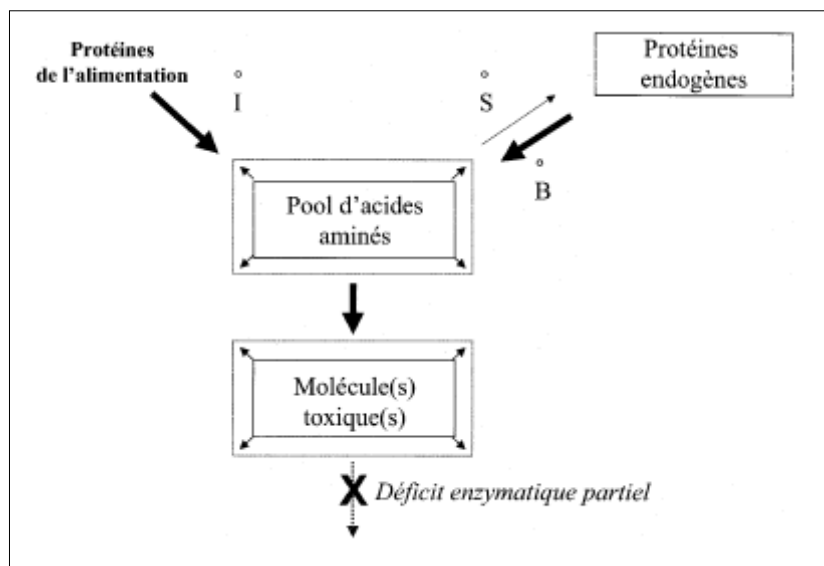 Protéines
de l'alimentation
°
I
°
S
Protéines
endogènes
°
B
Pool d'acides
aminés
Molécule(s)
toxique(s)
X Déficit enzymatique partiel